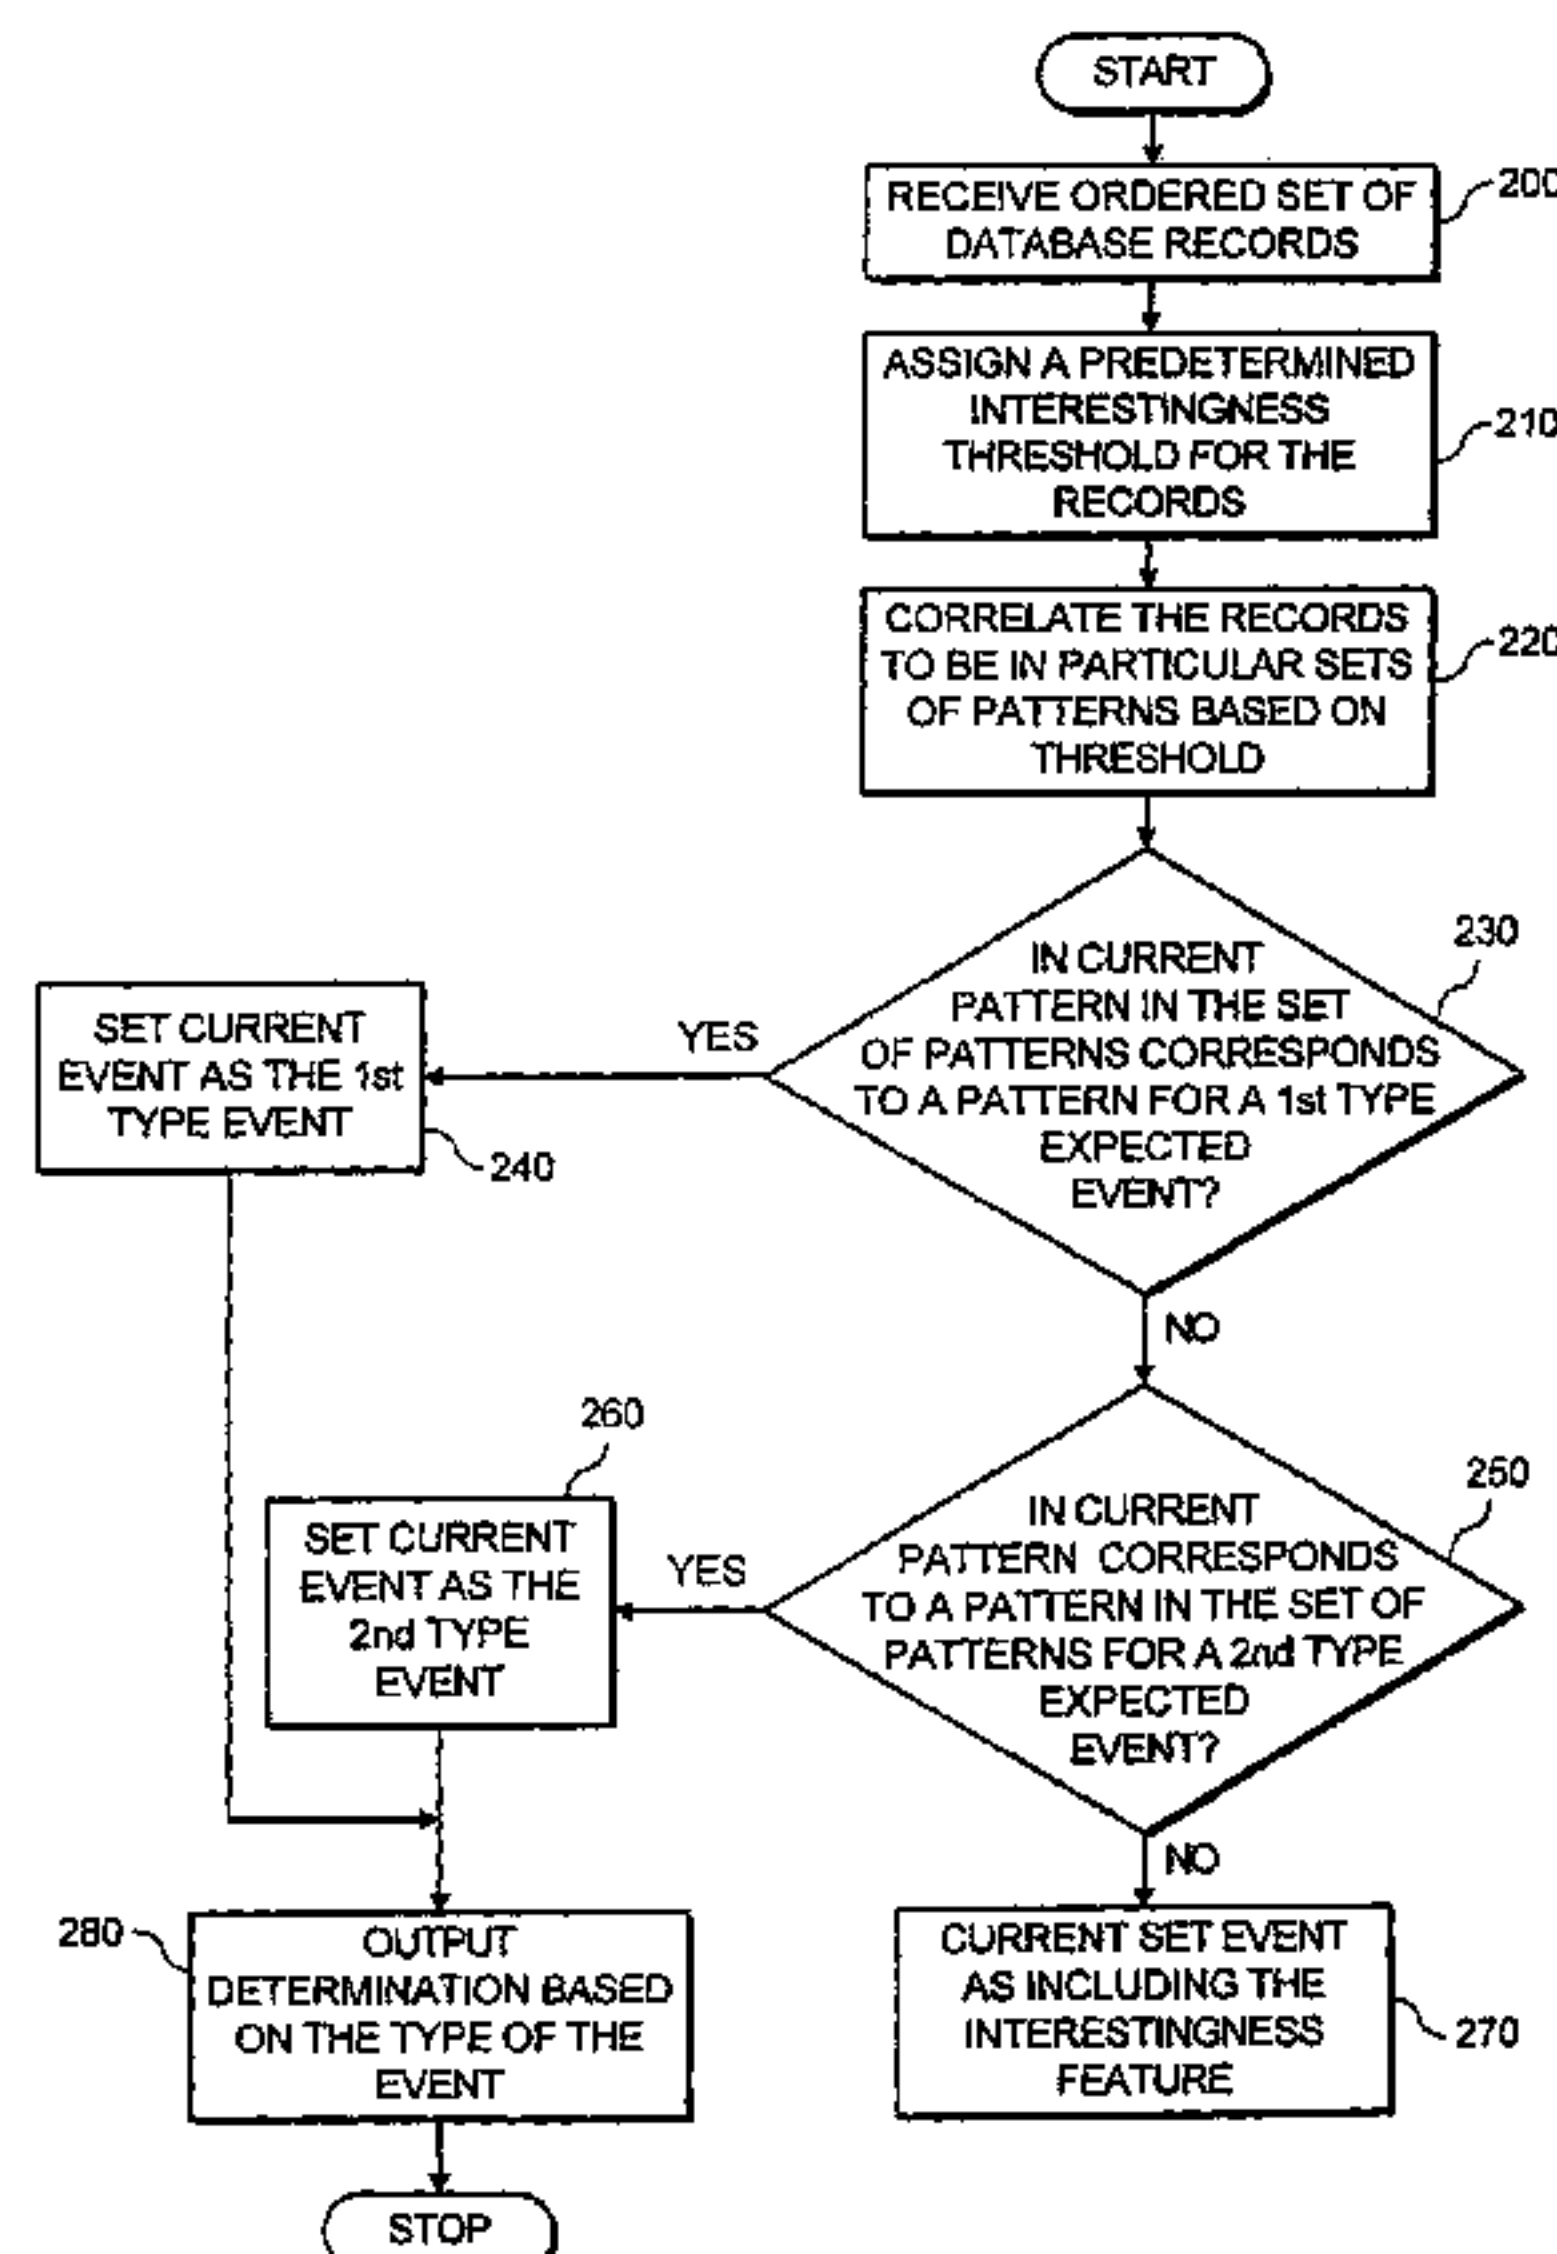 START
RECEIVE ORDERED SET OF
DATABASE RECORDS
200
ASSIGN A PREDETERMINED
INTERESTINGNESS
THRESHOLD FOR THE
RECORDS
210
CORRELATE THE RECORDS
TO BE IN PARTICULAR SETS
OF PATTERNS BASED ON
THRESHOLD
220
IN CURRENT
PATTERN IN THE SET
OF PATTERNS CORRESPONDS
TO A PATTERN FOR A 1st TYPE
EXPECTED
EVENT?
230
YES
SET CURRENT
EVENT AS THE 1st
TYPE EVENT
240
NO
IN CURRENT
PATTERN CORRESPONDS
TO A PATTERN IN THE SET OF
PATTERNS FOR A 2nd TYPE
EXPECTED
EVENT?
250
YES
260
SET CURRENT
EVENT AS THE
2nd TYPE
EVENT
NO
CURRENT SET EVENT
AS INCLUDING THE
INTERESTINGNESS
FEATURE
270
280
OUTPUT
DETERMINATION BASED
ON THE TYPE OF THE
EVENT
STOP